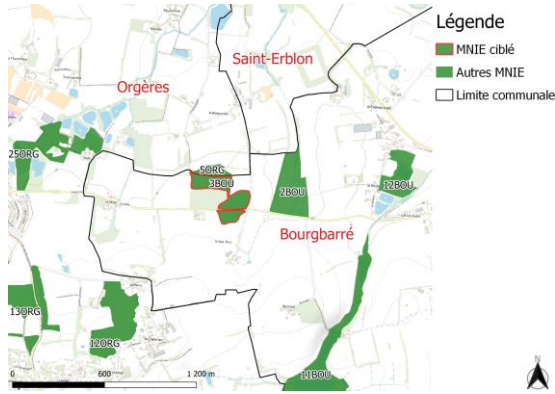 Légende
MNIE ciblé
Autres MNIE
Limite communale
Saint-Erblon
Orgères
25ORG
5ORG
3BOU
2BOU
12BOU
Bourgbarré
13ORG
12ORG
11BOU
0 600 1 200 m